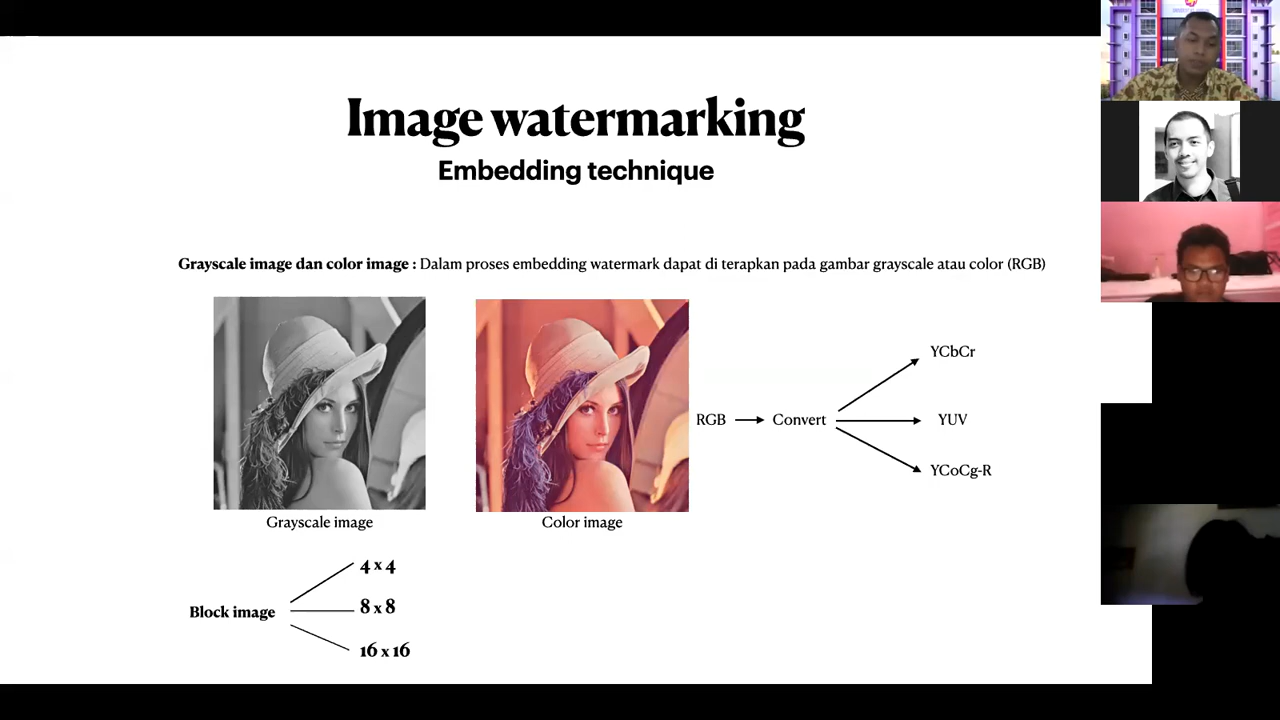 Image watermarking
Embedding technique
Grayscale image dan color image : Dalam proses embedding watermark dapat di terapkan pada gambar grayscale atau color (RGB)
YCbCr
RGB
Convert
YUV
YCoCg-R
Grayscale image
Color image
4 x 4
Block image
8 x 8
16 x 16